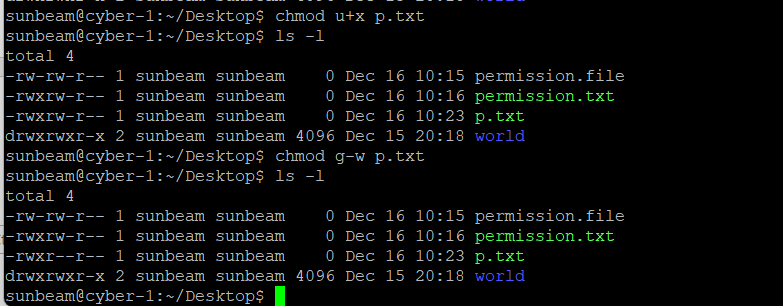 sunbeam@cyber-1:~/Desktop$ chmod u+x p.txt
sunbeam@cyber-1:~/Desktop$ ls -l
total 4
-rw-rw-r-- 1 sunbeam sunbeam    0 Dec 16 10:15 permission.file
-rwxrw-r-- 1 sunbeam sunbeam    0 Dec 16 10:16 permission.txt
-rwxrw-r-- 1 sunbeam sunbeam    0 Dec 16 10:23 p.txt
drwxrwxr-x 2 sunbeam sunbeam 4096 Dec 15 20:18 world
sunbeam@cyber-1:~/Desktop$ chmod g-w p.txt
sunbeam@cyber-1:~/Desktop$ ls -l
total 4
-rw-rw-r-- 1 sunbeam sunbeam    0 Dec 16 10:15 permission.file
-rwxrw-r-- 1 sunbeam sunbeam    0 Dec 16 10:16 permission.txt
-rwxr--r-- 1 sunbeam sunbeam    0 Dec 16 10:23 p.txt
drwxrwxr-x 2 sunbeam sunbeam 4096 Dec 15 20:18 world
sunbeam@cyber-1:~/Desktop$